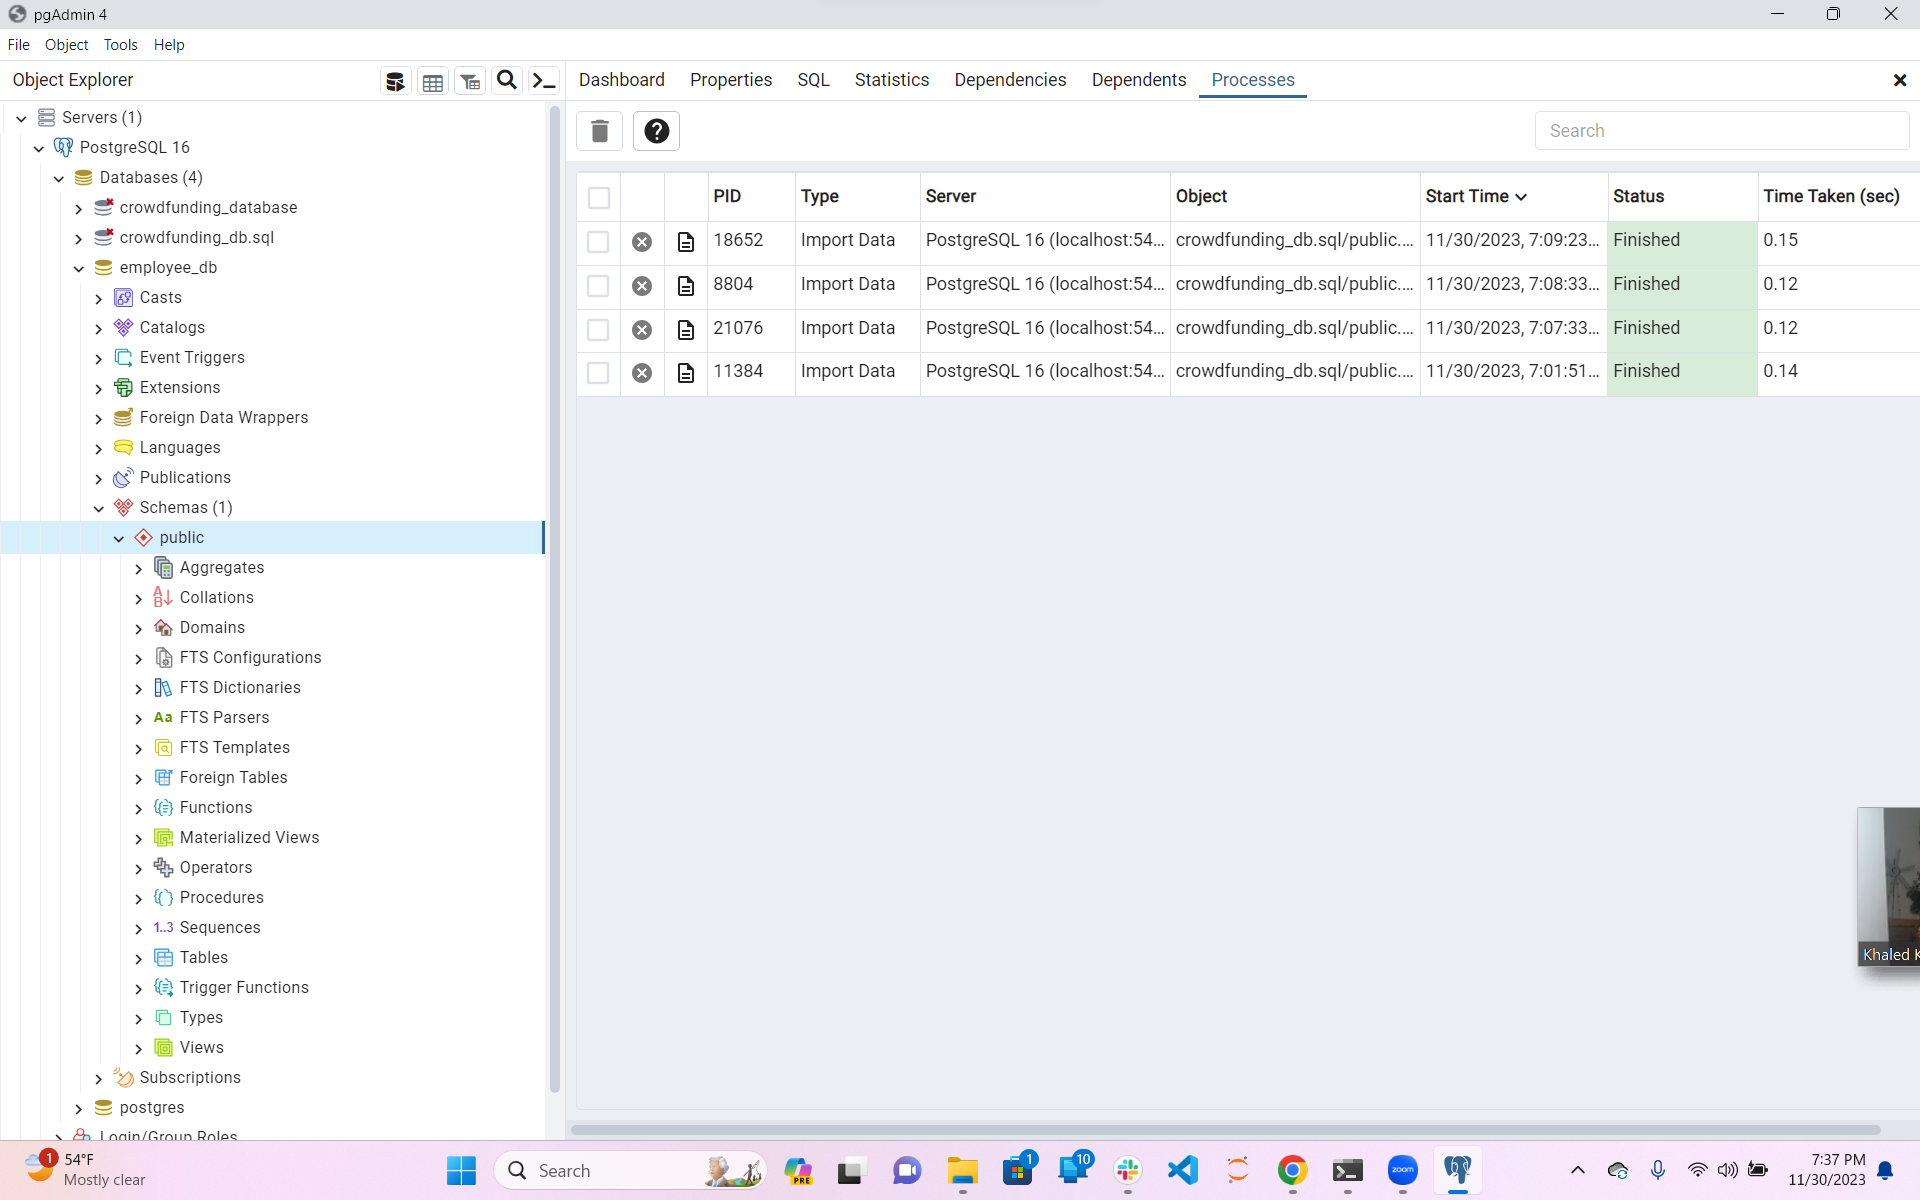 pgAdmin 4
File Object Tools Help
Object Explorer
Dashboard Properties SQL Statistics Dependencies Dependents Processes
Search
Servers (1)
PostgreSQL 16
Databases (4)
crowdfunding_database
crowdfunding_db.sql
employee_db
Casts
Catalogs
Event Triggers
Extensions
Foreign Data Wrappers
Languages
Publications
Schemas (1)
public
Aggregates
Collations
Domains
FTS Configurations
FTS Dictionaries
FTS Parsers
FTS Templates
Foreign Tables
Functions
Materialized Views
Operators
Procedures
1..3 Sequences
Tables
Trigger Functions
Types
Views
Subscriptions
postgres
Login/Group Roles
PID Type Server Object Start Time Status Time Taken (sec)
18652 Import Data PostgreSQL 16 (localhost:54... crowdfunding_db.sql/public.... 11/30/2023, 7:09:23... Finished 0.15
8804 Import Data PostgreSQL 16 (localhost:54... crowdfunding_db.sql/public.... 11/30/2023, 7:08:33... Finished 0.12
21076 Import Data PostgreSQL 16 (localhost:54... crowdfunding_db.sql/public.... 11/30/2023, 7:07:33... Finished 0.12
11384 Import Data PostgreSQL 16 (localhost:54... crowdfunding_db.sql/public.... 11/30/2023, 7:01:51... Finished 0.14
Khaled K
1
54°F
Mostly clear
Search
PRE
1
10
zoom
7:37 PM
11/30/2023